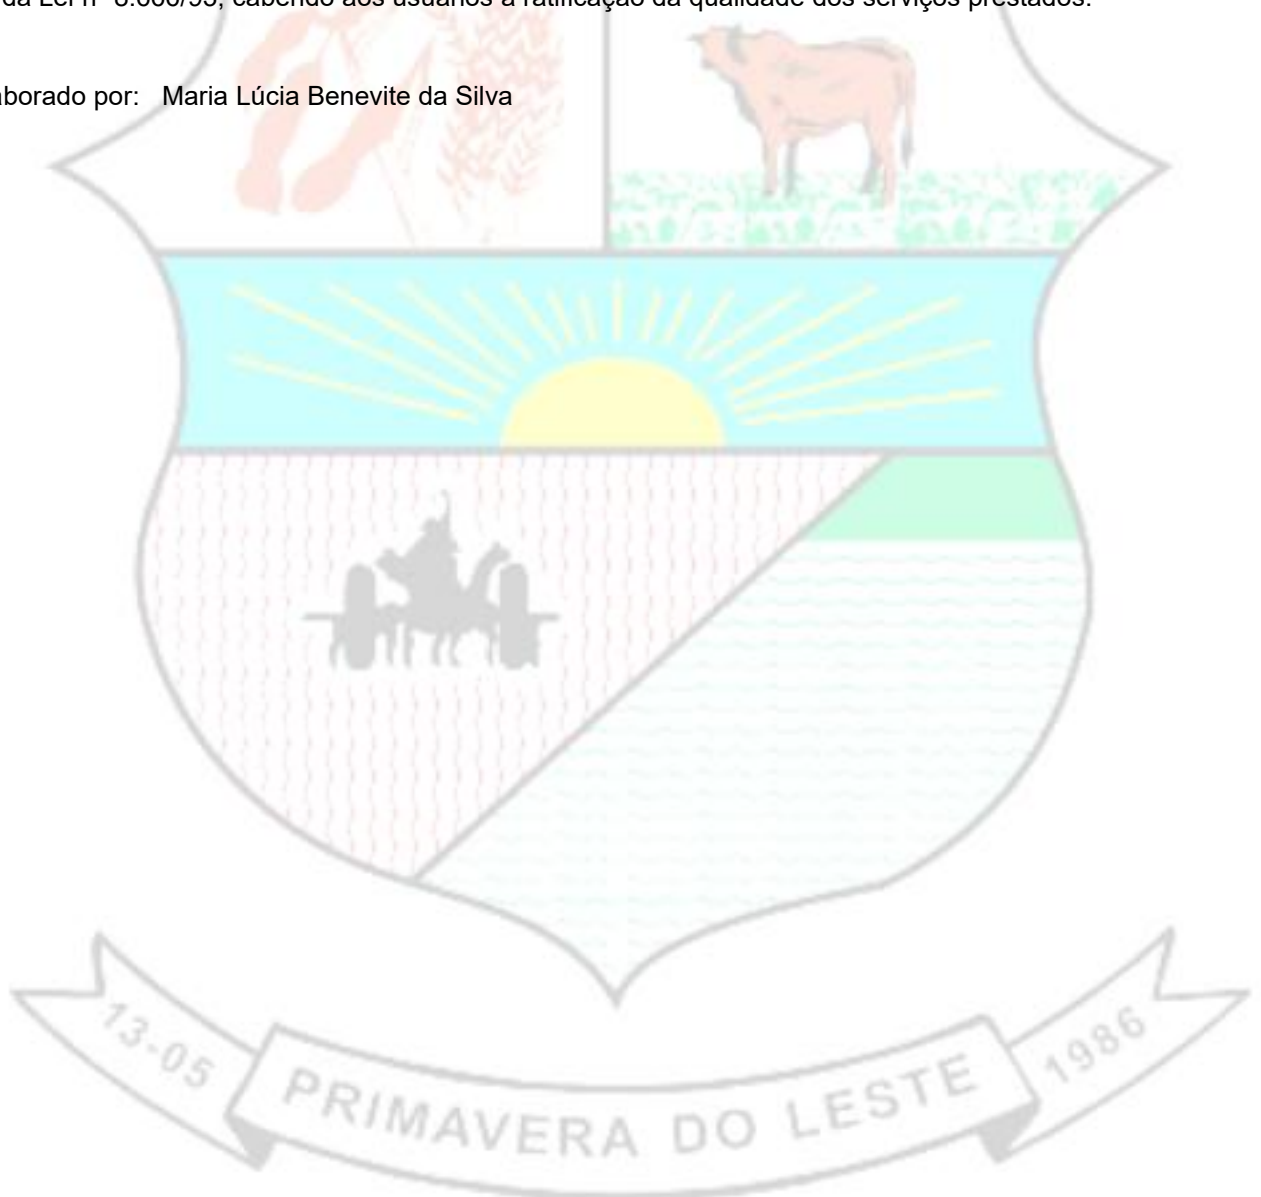 da Lei nº 8.666/93, cabendo aos usuários a ratificação da qualidade dos serviços prestados.
aborado por: Maria Lúcia Benevite da Silva
13-05 PRIMAVERA DO LESTE 1986